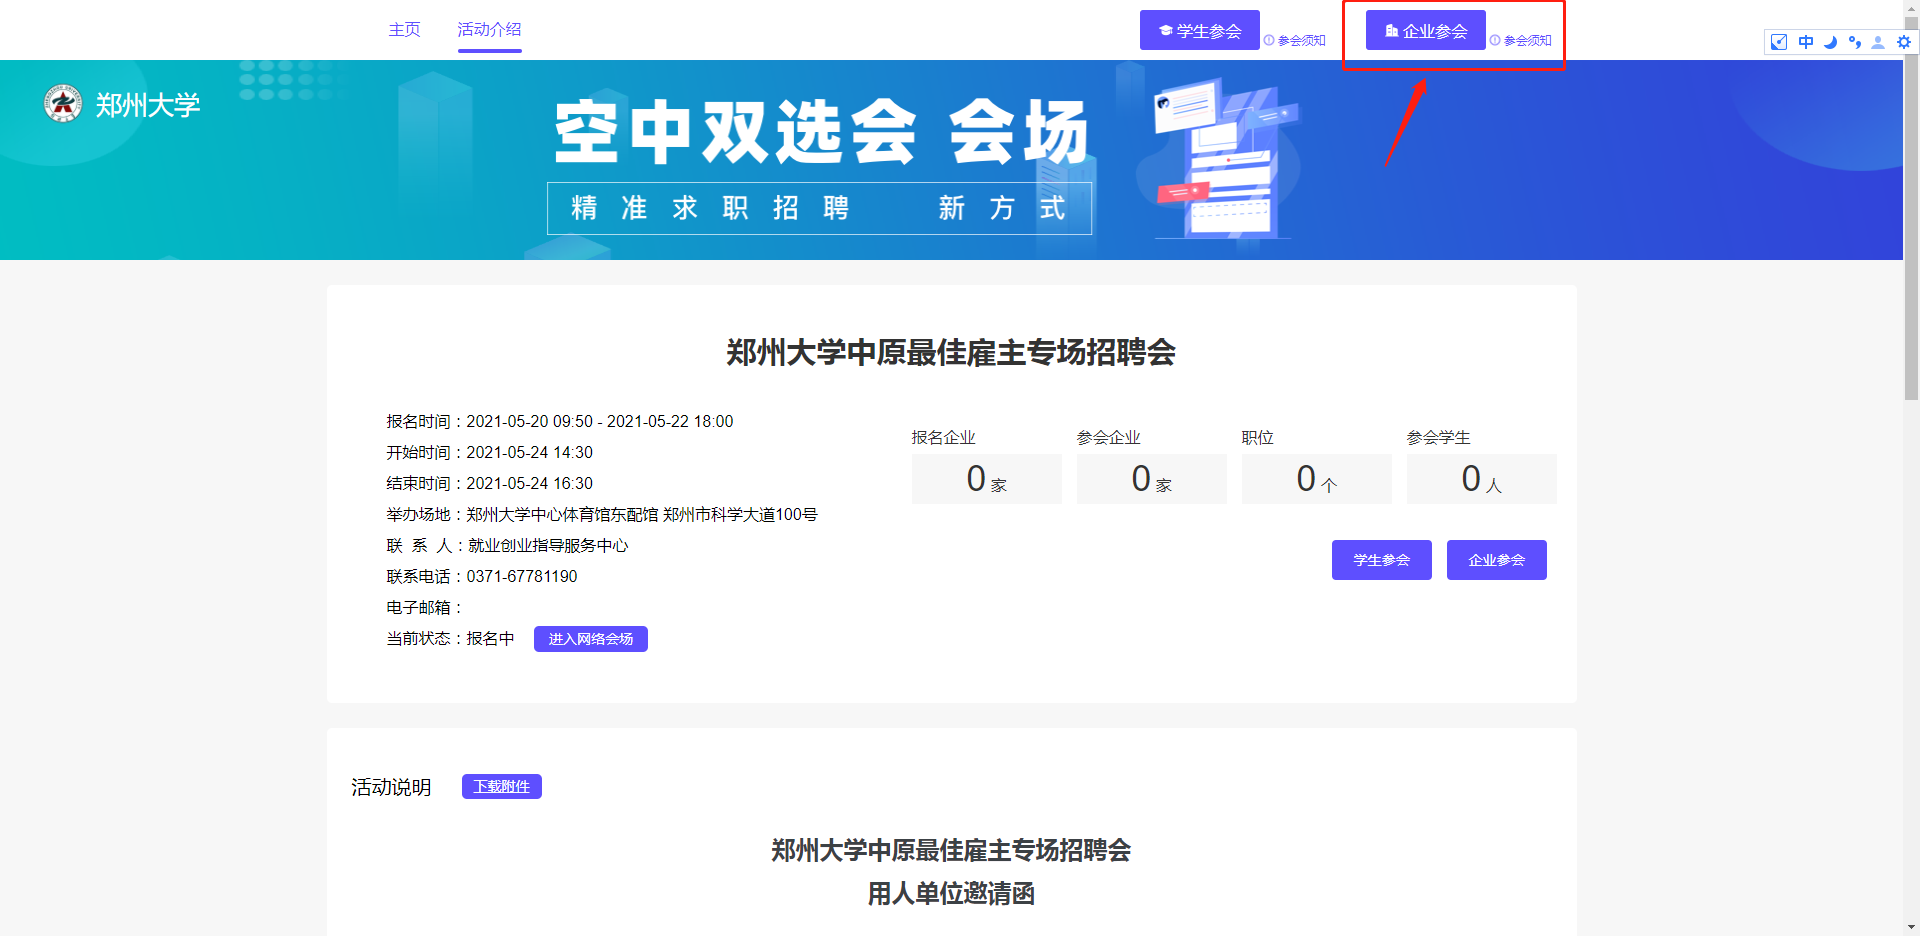 主页
活动介绍
学生参会
参会须知
企业参会
参会须知
中
郑州大学
空中双选会 会场
精准求职招聘 新方式
郑州大学中原最佳雇主专场招聘会
报名时间：2021-05-20 09:50 - 2021-05-22 18:00
开始时间：2021-05-24 14:30
结束时间：2021-05-24 16:30
举办场地：郑州大学中心体育馆东配馆 郑州市科学大道100号
联 系 人：就业创业指导服务中心
联系电话：0371-67781190
电子邮箱：
当前状态：报名中
进入网络会场
报名企业
0 家
参会企业
0 家
职位
0 个
参会学生
0 人
学生参会
企业参会
活动说明
下载附件
郑州大学中原最佳雇主专场招聘会
用人单位邀请函